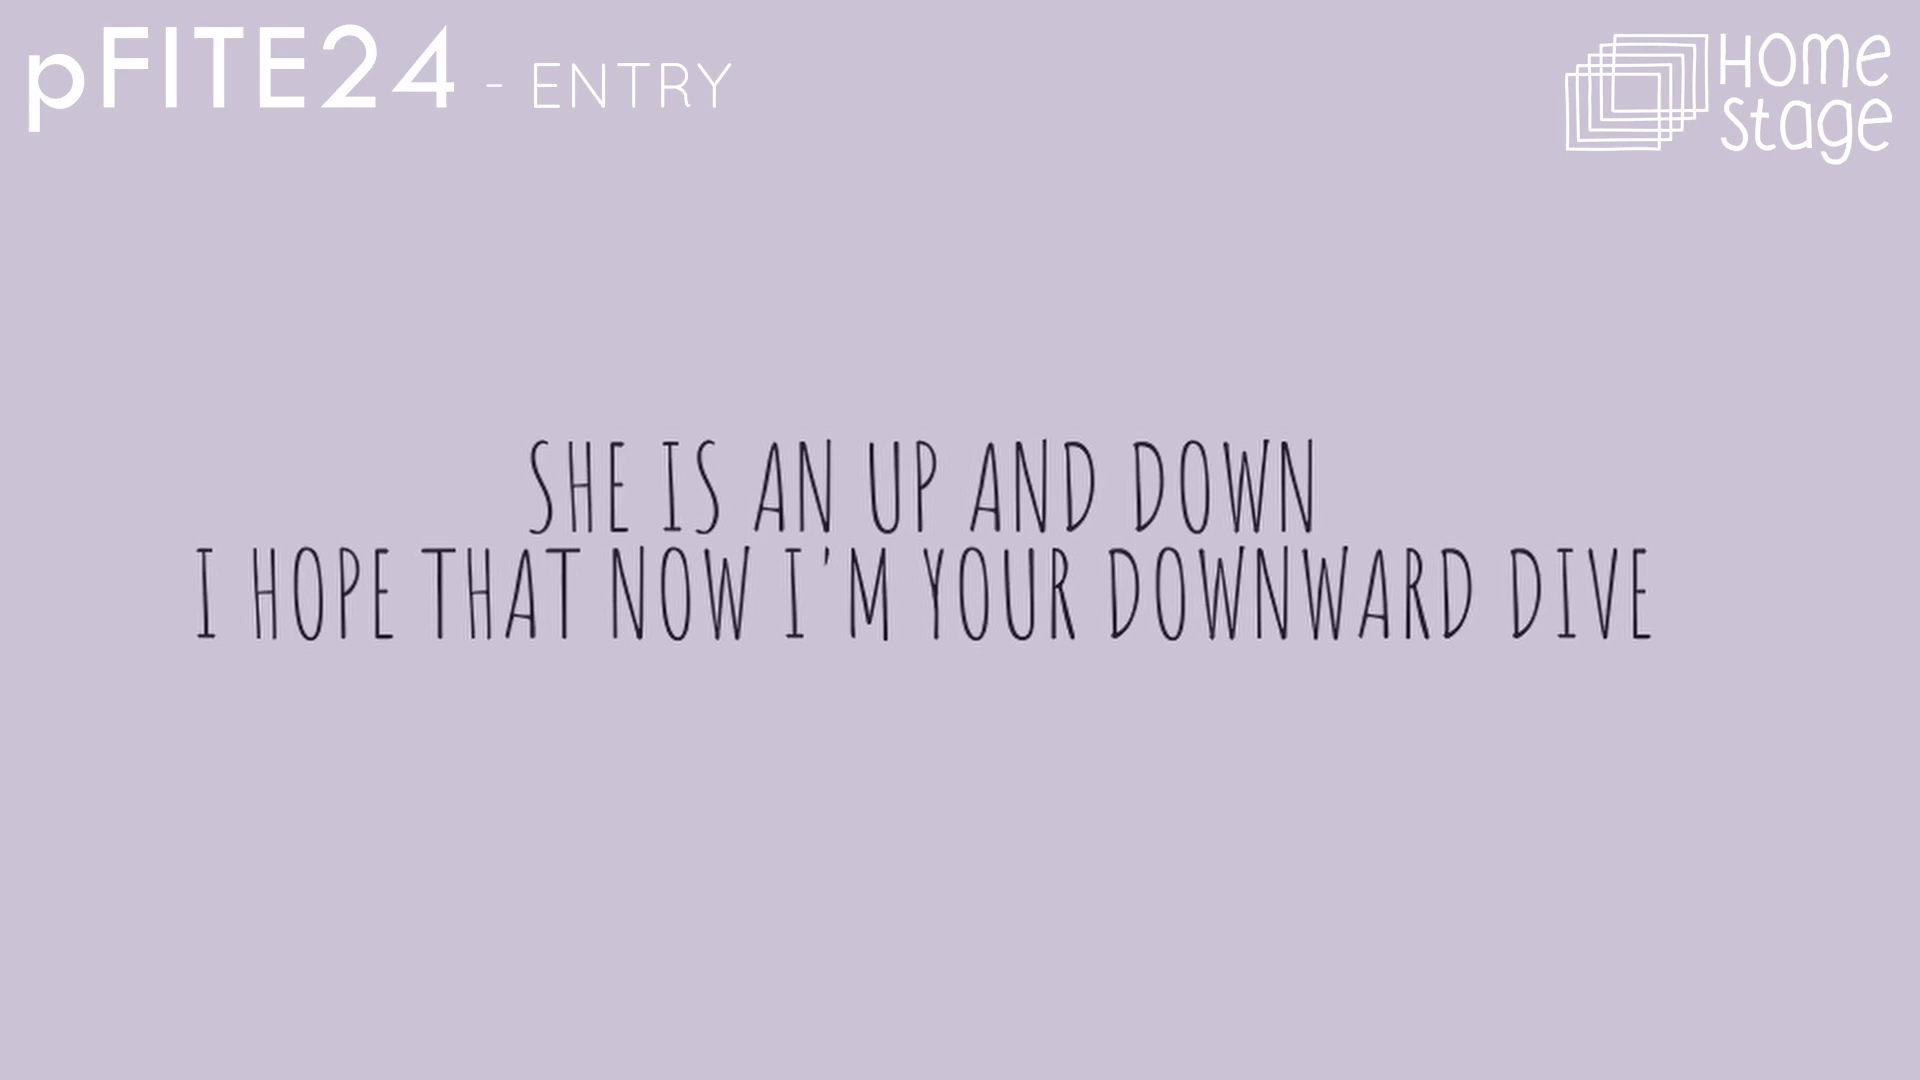 pFITE24 - ENTRY
Home
Stage
SHE IS AN UP AND DOWN
I HOPE THAT NOW I'M YOUR DOWNWARD DIVE